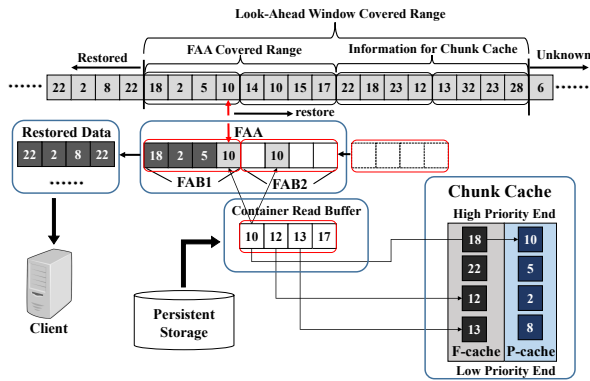 Look-Ahead Window Covered Range
Restored
FAA Covered Range
Information for Chunk Cache
Unknown
...... 22 2 8 22 18 2 5 10 14 10 15 17 22 18 23 12 13 32 23 28 6 ......
restore
Restored Data
FAA
22 2 8 22
18 2 5 10 10
......
FAB1 FAB2
Chunk Cache
Container Read Buffer
High Priority End
10 12 13 17
18 10
22 5
12 2
13 8
Client
Persistent
Storage
F-cache P-cache
Low Priority End